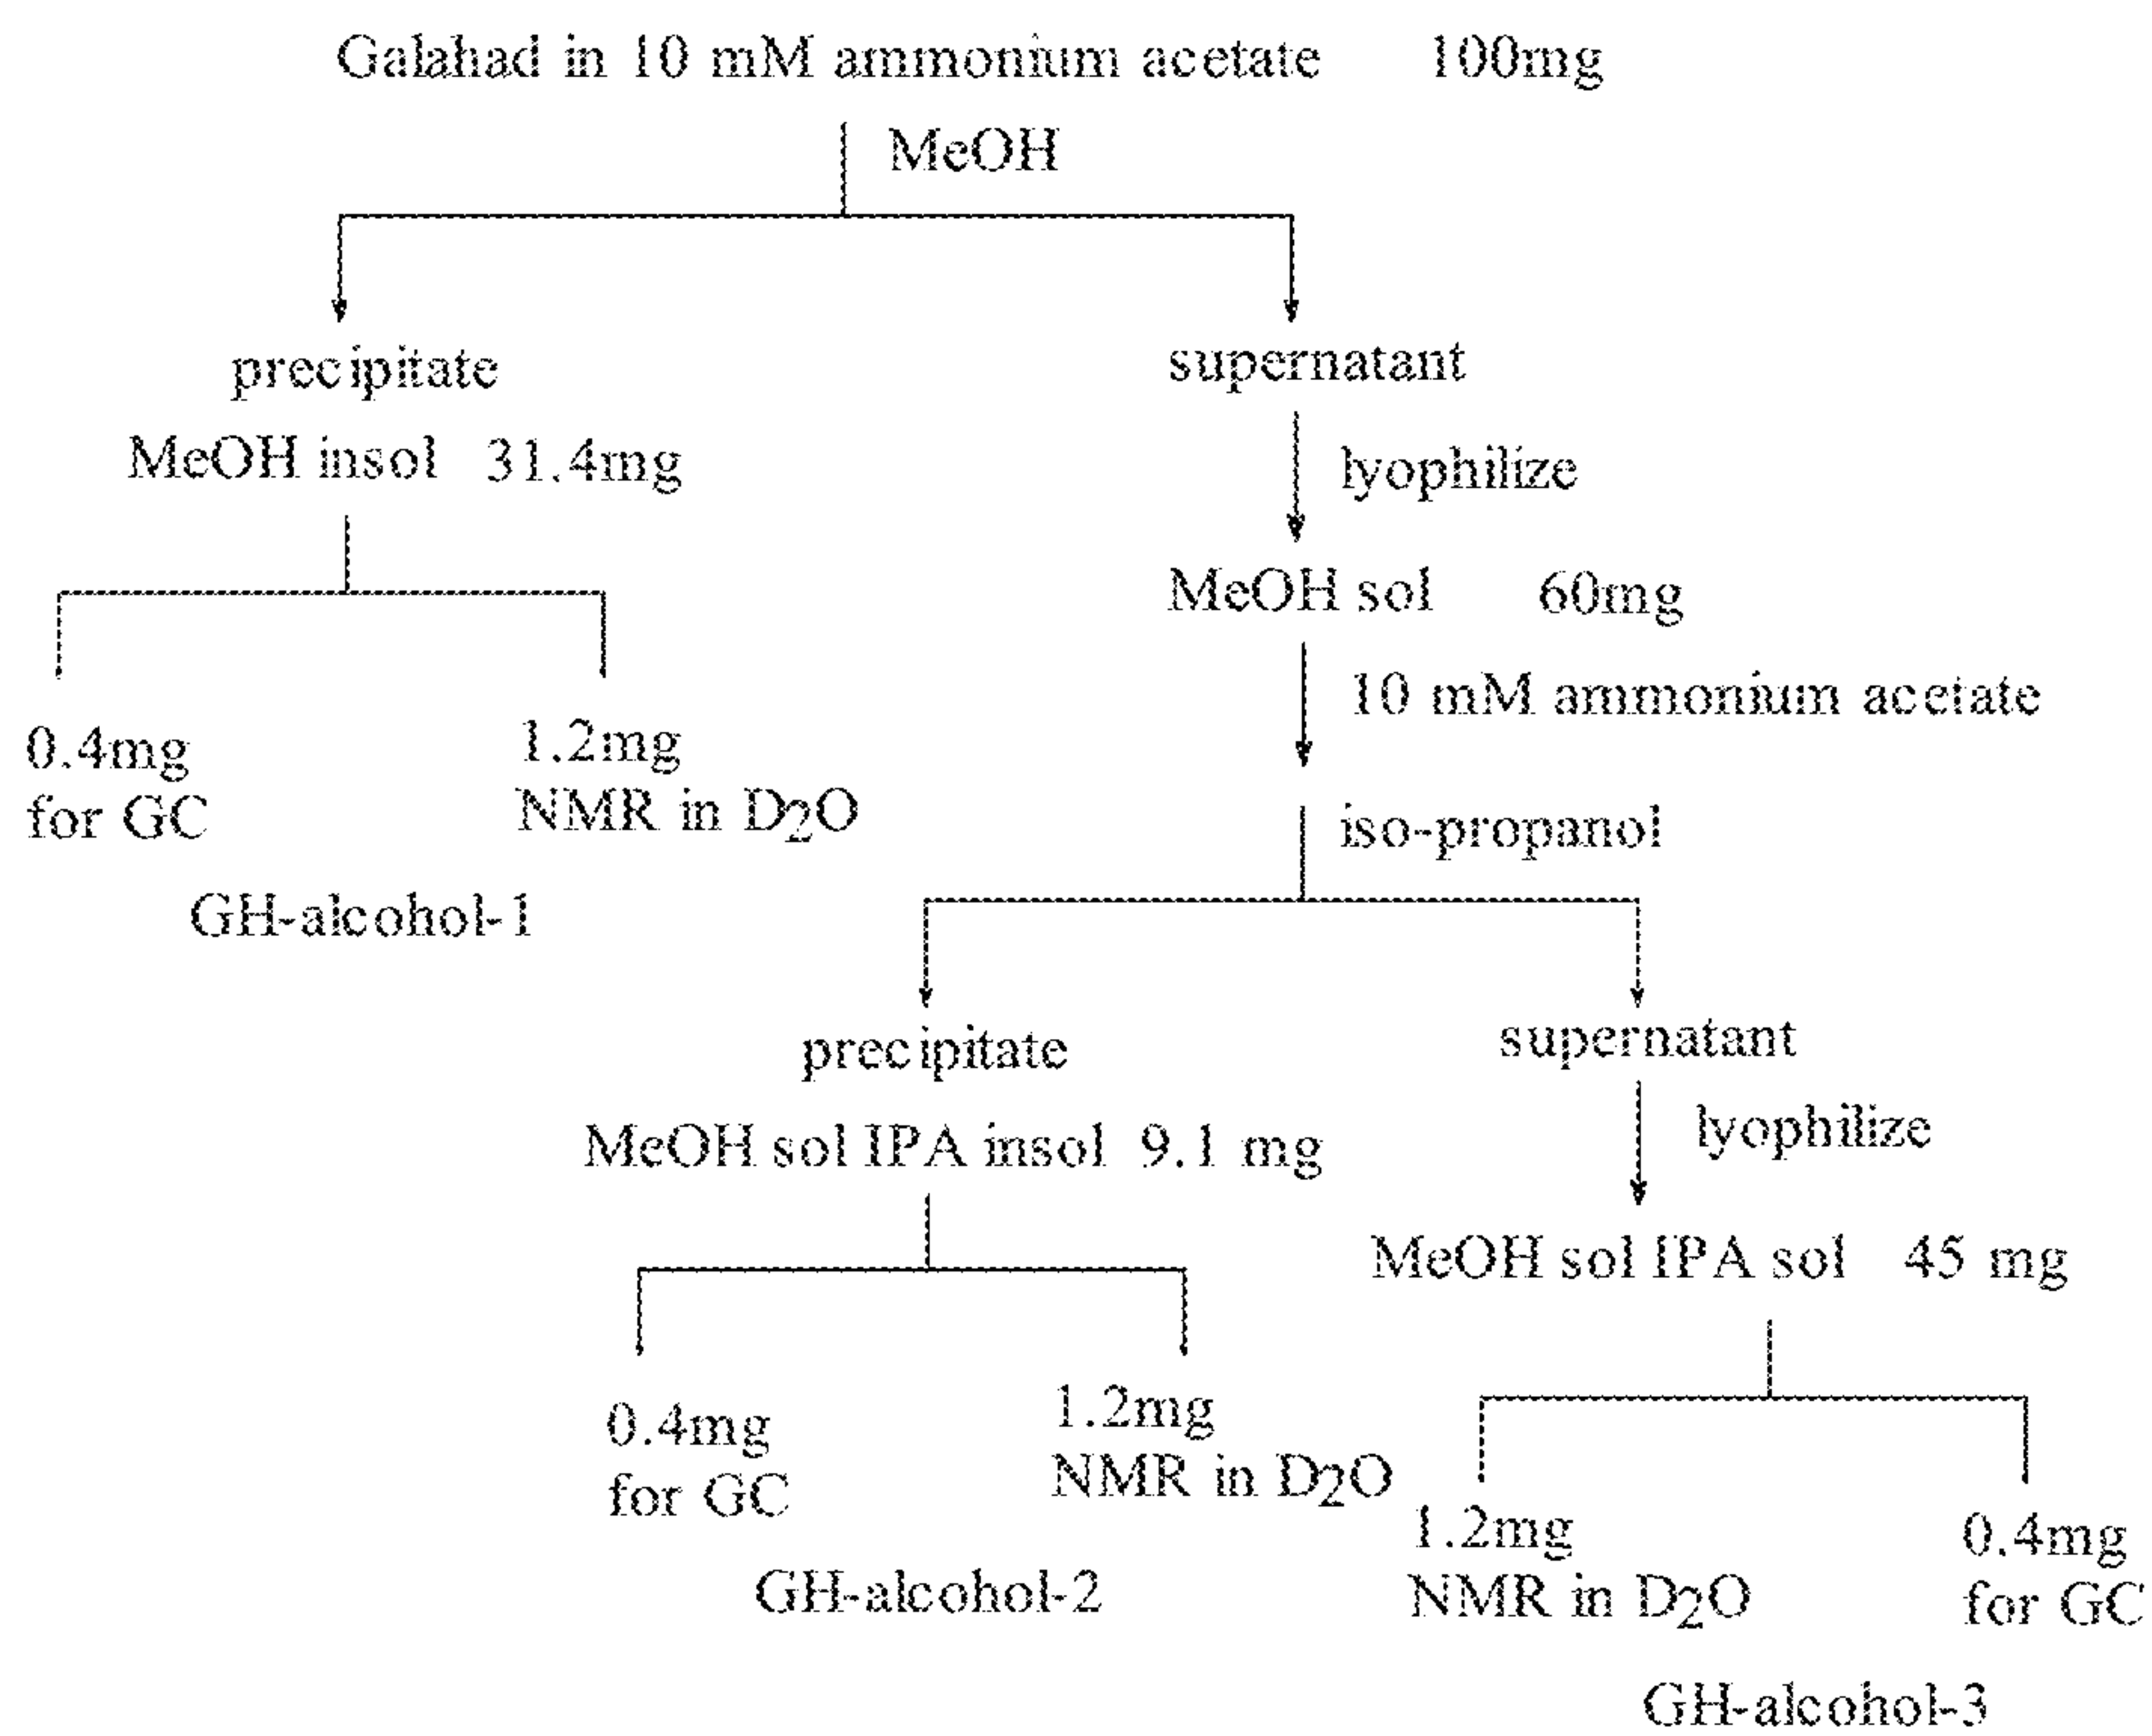 Galahad in 10 mM ammonium acetate 100mg
MeOH
precipitate
supernatant
MeOH insol 31.4mg
lyophilize
MeOH sol 60mg
10 mM ammonium acetate
0.4mg
for GC
1.2mg
NMR in D2O
iso-propanol
GH-alcohol-1
precipitate
supernatant
lyophilize
MeOH sol IPA insol 9.1 mg
MeOH sol IPA sol 45 mg
0.4mg
for GC
1.2mg
NMR in D2O
1.2mg
NMR in D2O
0.4mg
for GC
GH-alcohol-2
GH-alcohol-3